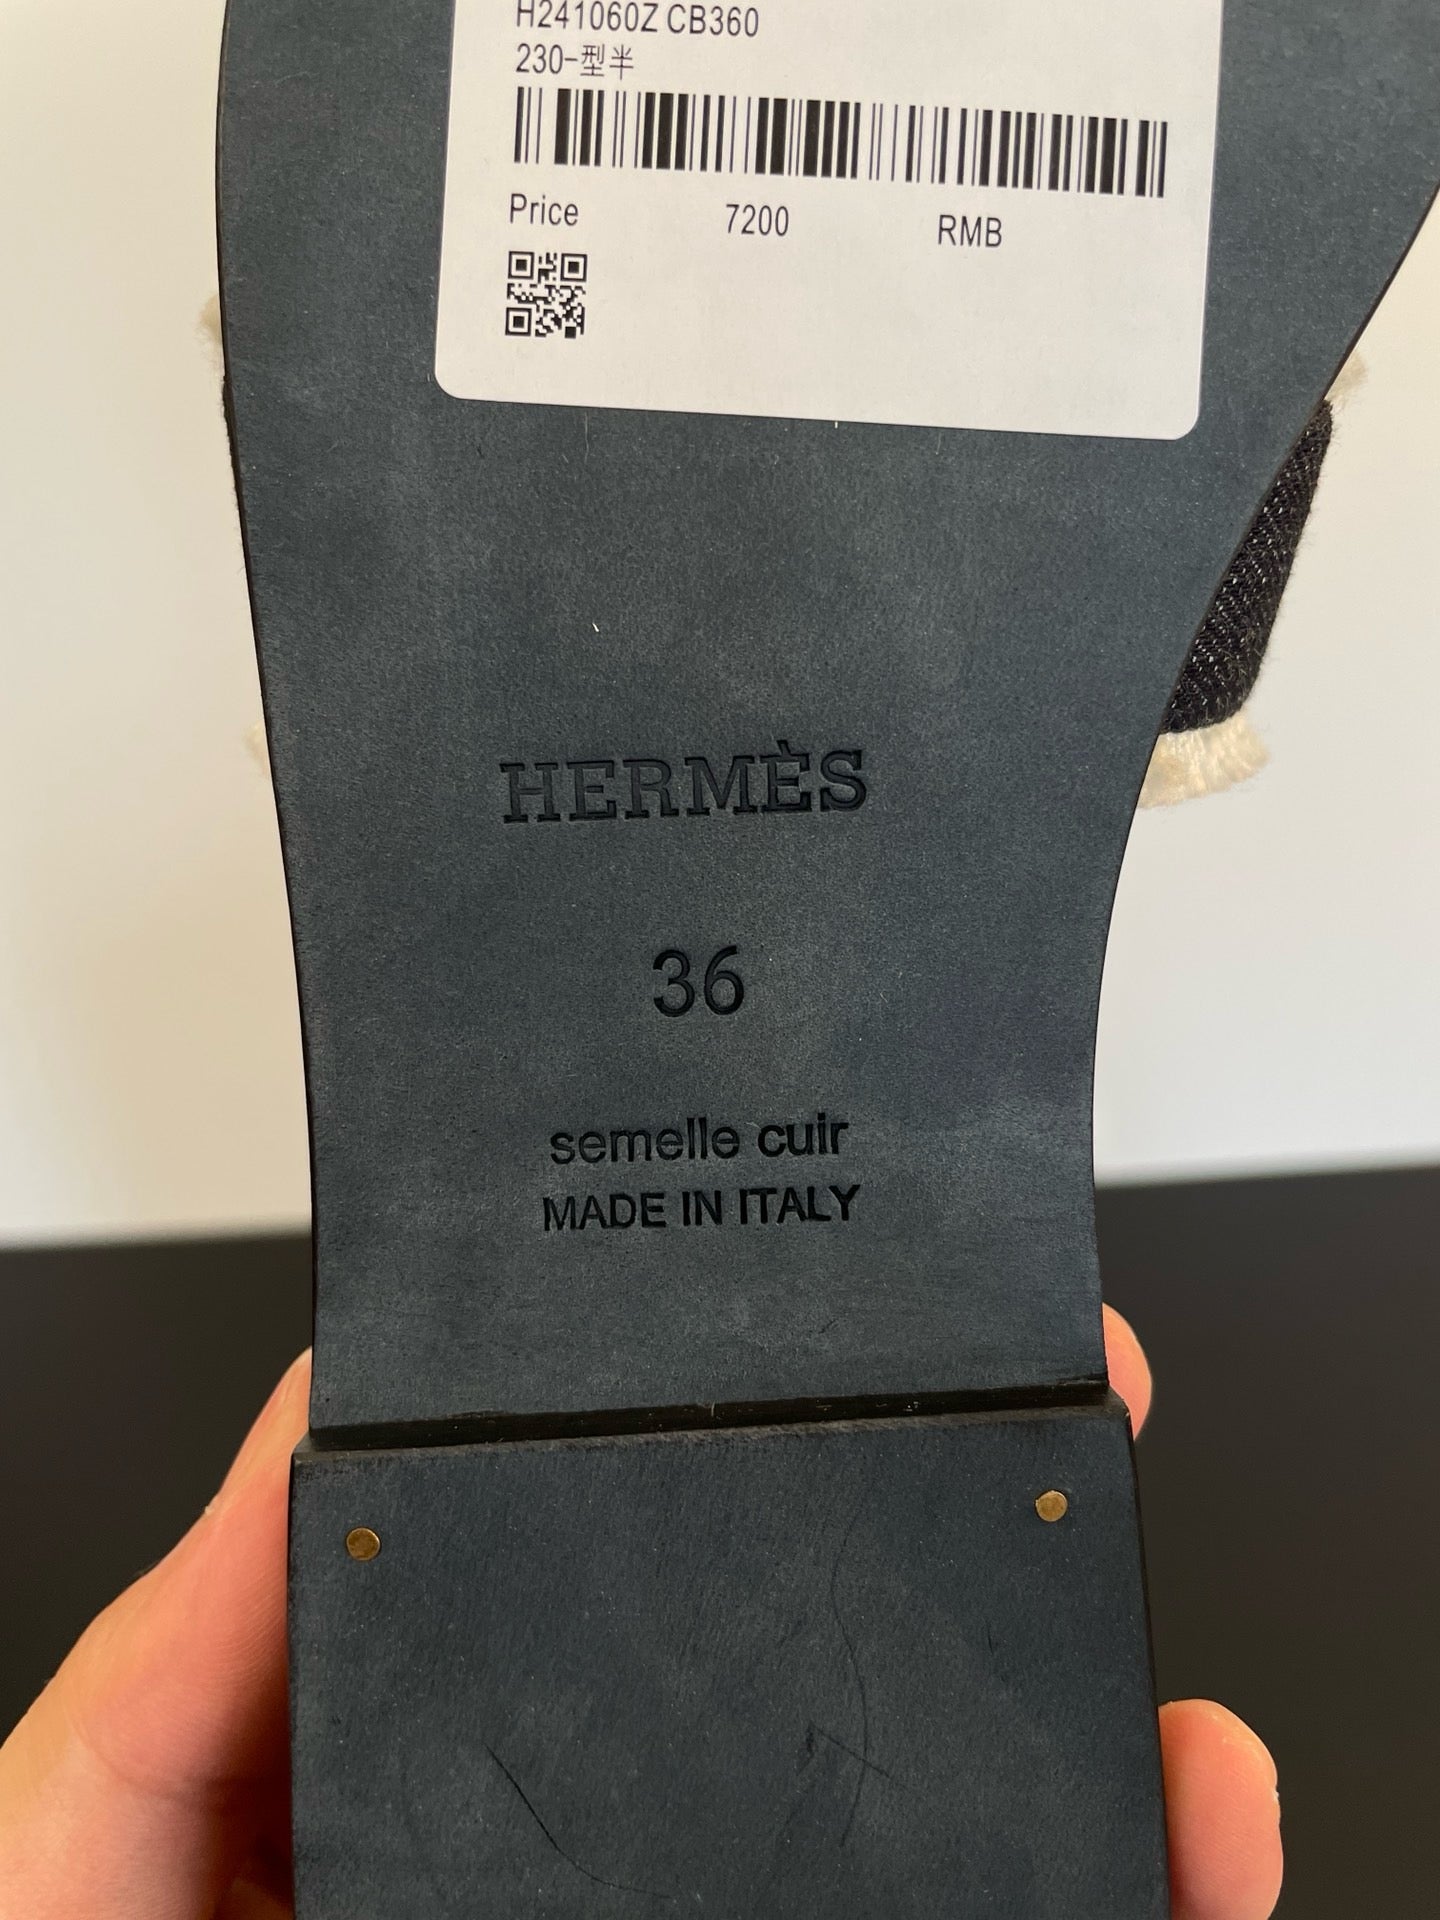 H241060Z CB360
230-型半
Price 7200 RMB
HERMÈS
36
semelle cuir
MADE IN ITALY